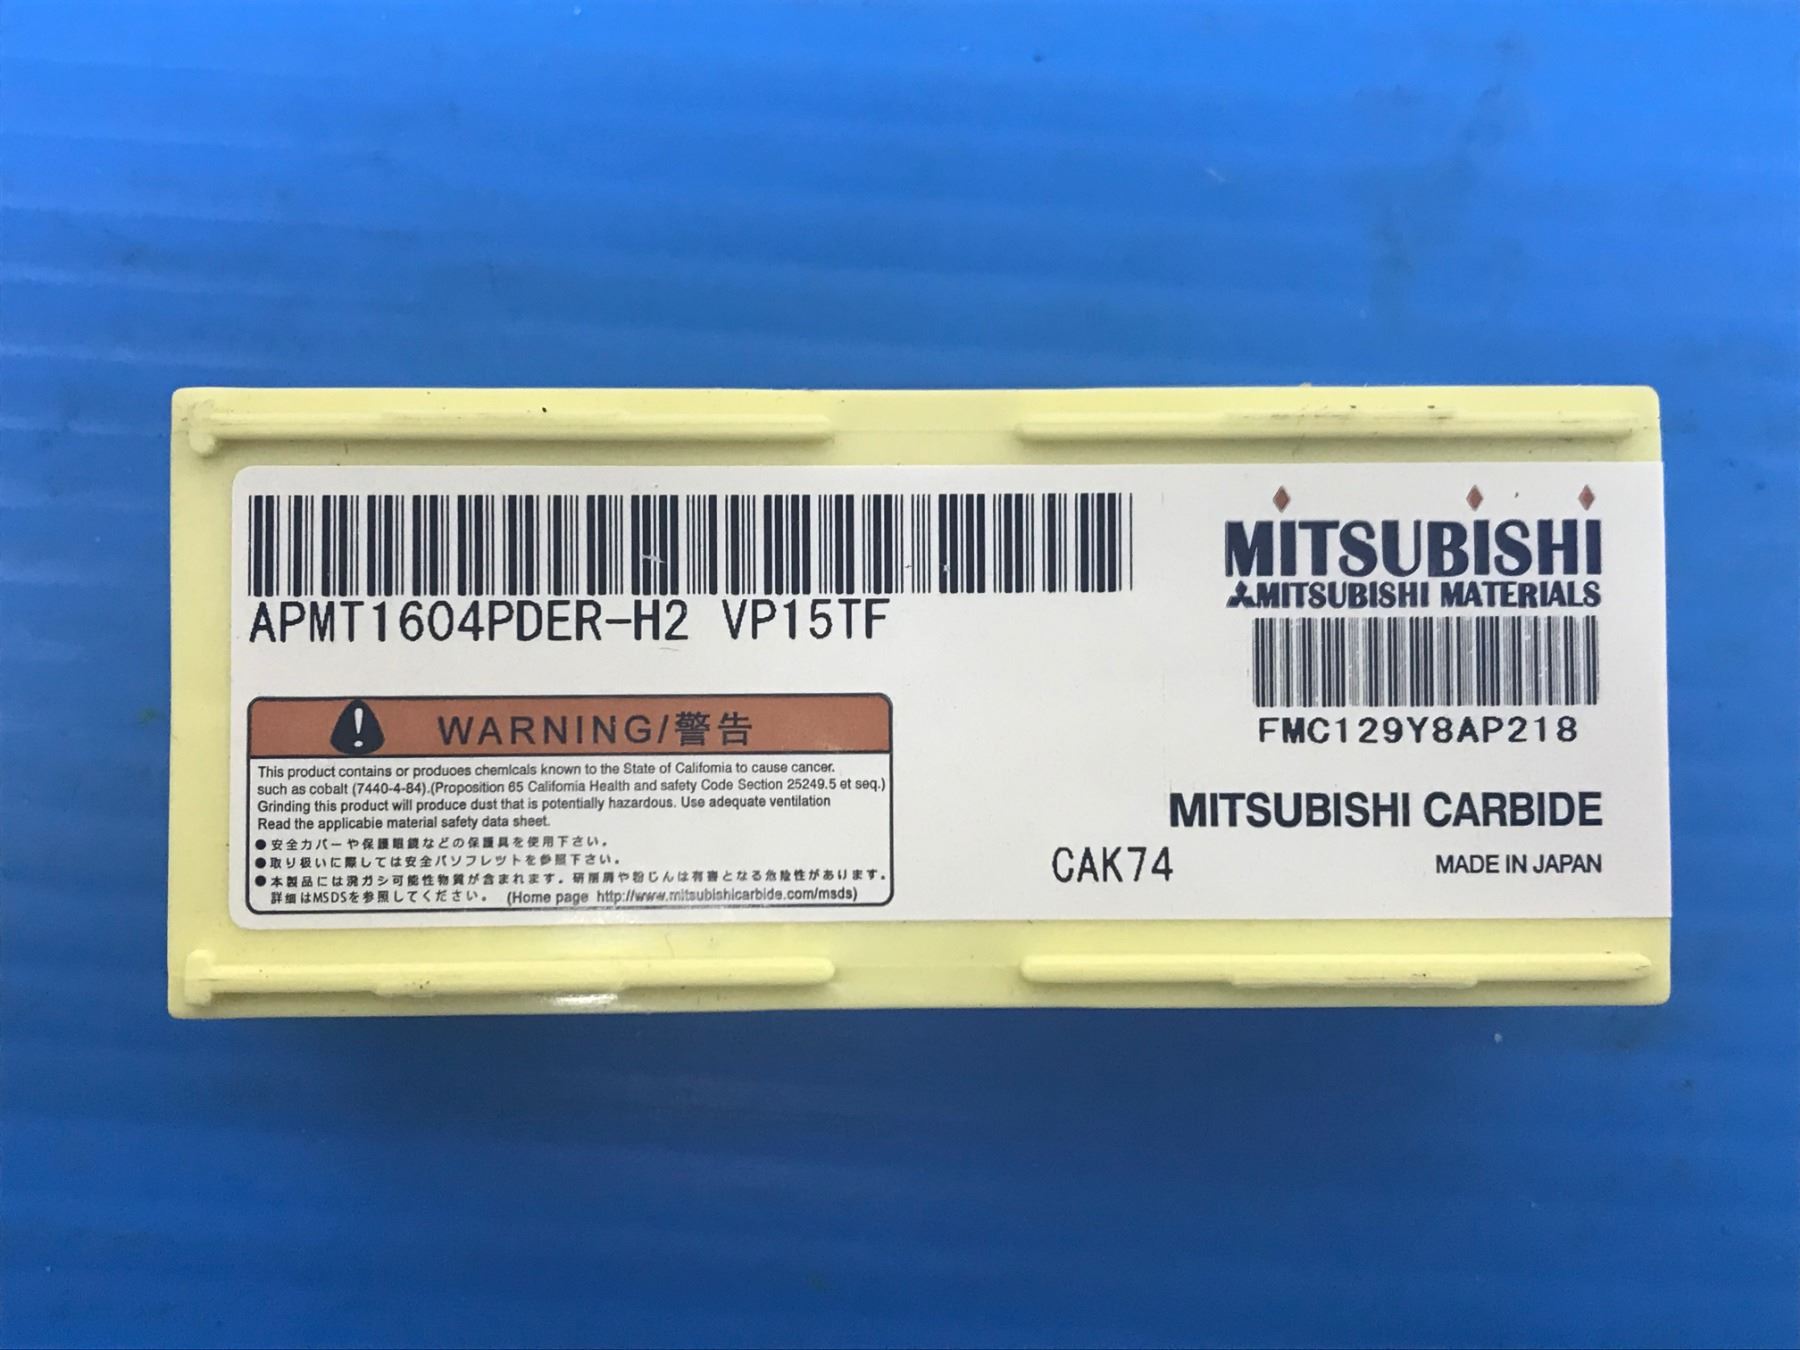 APMT1604PDER-H2 VP15TF
MITSUBISHI
MITSUBISHI MATERIALS
FMC129Y8AP218
WARNING/警告
This product contains or produoes chemlcals known to the State of Califomia to cause cancer.
such as cobalt (7440-4-84).(Proposition 65 Califomia Health and safety Code Section 25249.5 et seq.)
Grinding this product will produce dust that is potentially hazardous. Use adequate ventilation
Read the applicabie material safety data sheet.
●安全カバーや保護眼鏡などの保護具を使用下さい。
●取り扱いに際しては安全パソフレツトを参照下さい。
●本製品には発ガシ可能性物質が含まれます。研削屑や粉じんは有害となる危険性があります。
詳細はMSDSを参照してください。 (Home page http://www.mitsubishicarbide.com/msds)
MITSUBISHI CARBIDE
CAK74
MADE IN JAPAN